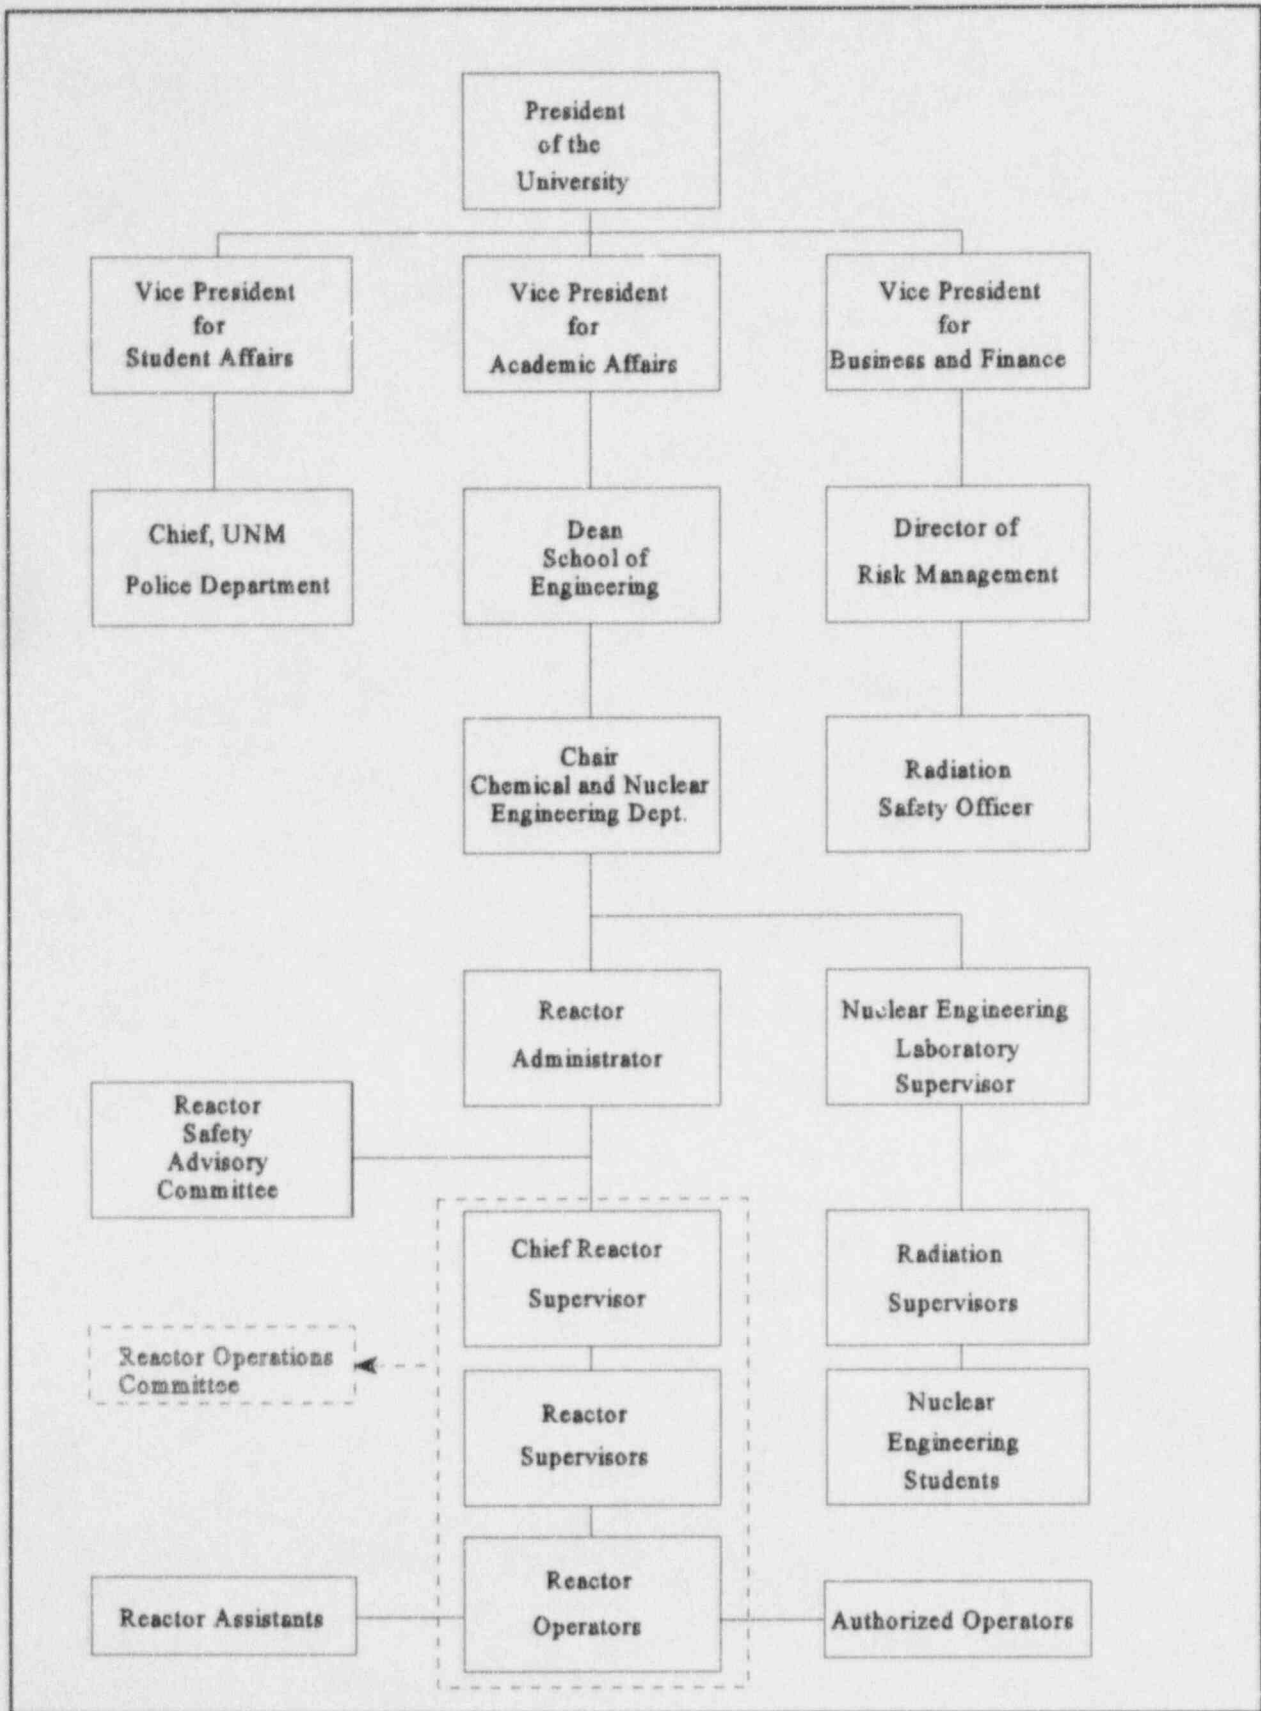 President
of the
University
Vice President
for
Student Affairs
Vice President
for
Academic Affairs
Vice President
for
Business and Finance
Chief, UNM
Police Department
Dean
School of
Engineering
Director of
Risk Management
Chair
Chemical and Nuclear
Engineering Dept.
Radiation
Safety Officer
Reactor
Administrator
Nuclear Engineering
Laboratory
Supervisor
Reactor
Safety
Advisory
Committee
Chief Reactor
Supervisor
Radiation
Supervisors
Reactor Operations
Committee
Reactor
Supervisors
Nuclear
Engineering
Students
Reactor Assistants
Reactor
Operators
Authorized Operators